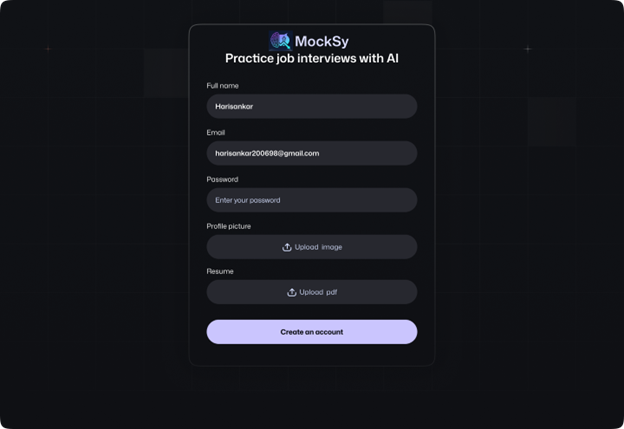 MockSy
Practice job interviews with AI
Full name
Harisankar
Email
harisankar200698@gmail.com
Password
Enter your password
Profile picture
Upload image
Resume
Upload pdf
Create an account